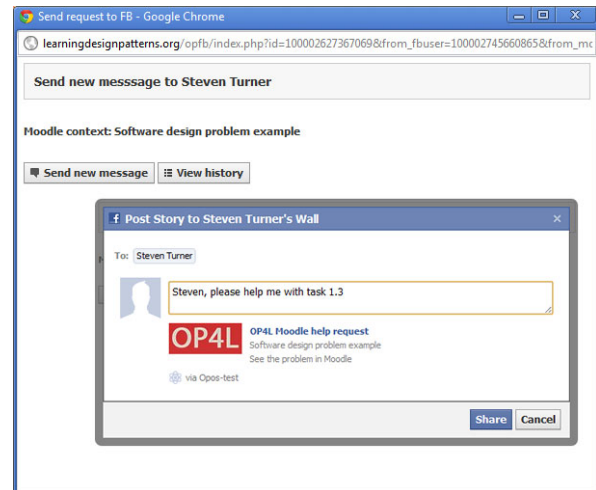 Send request to FB - Google Chrome
learningdesignpatterns.org/opfb/index.php?id=100002627367069&from_fbuser=100002745660865&from_mc
Send new messsage to Steven Turner
Moodle context: Software design problem example
Send new message View history
Post Story to Steven Turner's Wall
To: Steven Turner
Steven, please help me with task 1.3
OP4L
OP4L Moodle help request
Software design problem example
See the problem in Moodle
via Opos-test
Share Cancel